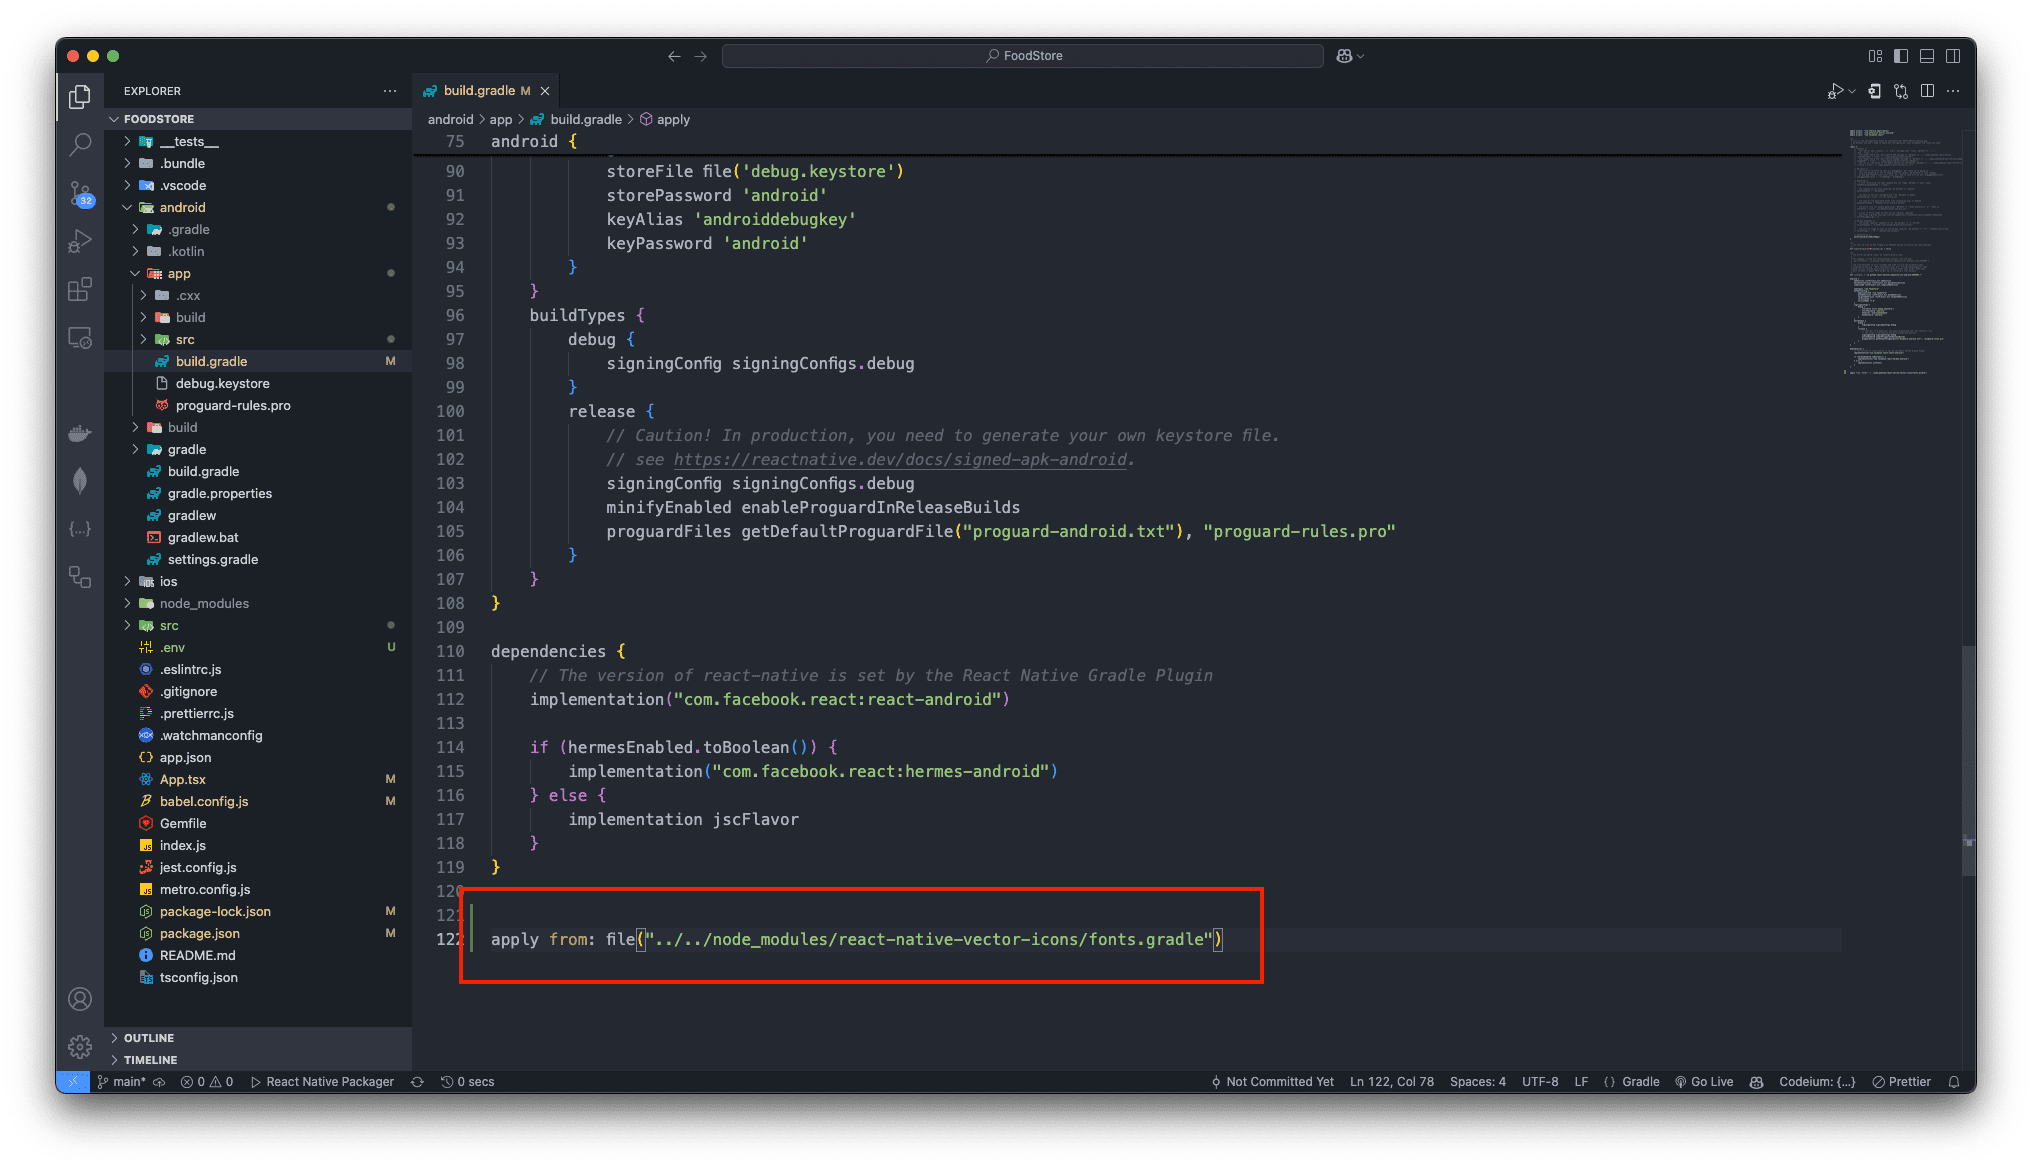 FoodStore
EXPLORER
FOODSTORE
__tests__
.bundle
.vscode
android
.gradle
.kotlin
app
.cxx
build
src
build.gradle M
debug.keystore
proguard-rules.pro
build
gradle
build.gradle
gradle.properties
gradlew
gradlew.bat
settings.gradle
ios
node_modules
src
.env U
.eslintrc.js
.gitignore
.prettierrc.js
.watchmanconfig
app.json
App.tsx M
babel.config.js M
Gemfile
index.js
jest.config.js
metro.config.js
package-lock.json M
package.json M
README.md
tsconfig.json
OUTLINE
TIMELINE
32
build.gradle M
android > app > build.gradle > apply
75 android {
90 storeFile file('debug.keystore')
91 storePassword 'android'
92 keyAlias 'androiddebugkey'
93 keyPassword 'android'
94 }
95 }
96 buildTypes {
97 debug {
98 signingConfig signingConfigs.debug
99 }
100 release {
101 // Caution! In production, you need to generate your own keystore file.
102 // see https://reactnative.dev/docs/signed-apk-android.
103 signingConfig signingConfigs.debug
104 minifyEnabled enableProguardInReleaseBuilds
105 proguardFiles getDefaultProguardFile("proguard-android.txt"), "proguard-rules.pro"
106 }
107 }
108 }
109
110 dependencies {
111 // The version of react-native is set by the React Native Gradle Plugin
112 implementation("com.facebook.react:react-android")
113
114 if (hermesEnabled.toBoolean()) {
115 implementation("com.facebook.react:hermes-android")
116 } else {
117 implementation jscFlavor
118 }
119 }
120
121
122 apply from: file("../../node_modules/react-native-vector-icons/fonts.gradle")
main* 0 0 React Native Packager 0 secs Not Committed Yet Ln 122, Col 78 Spaces: 4 UTF-8 LF {} Gradle Go Live Codeium: {...} Prettier